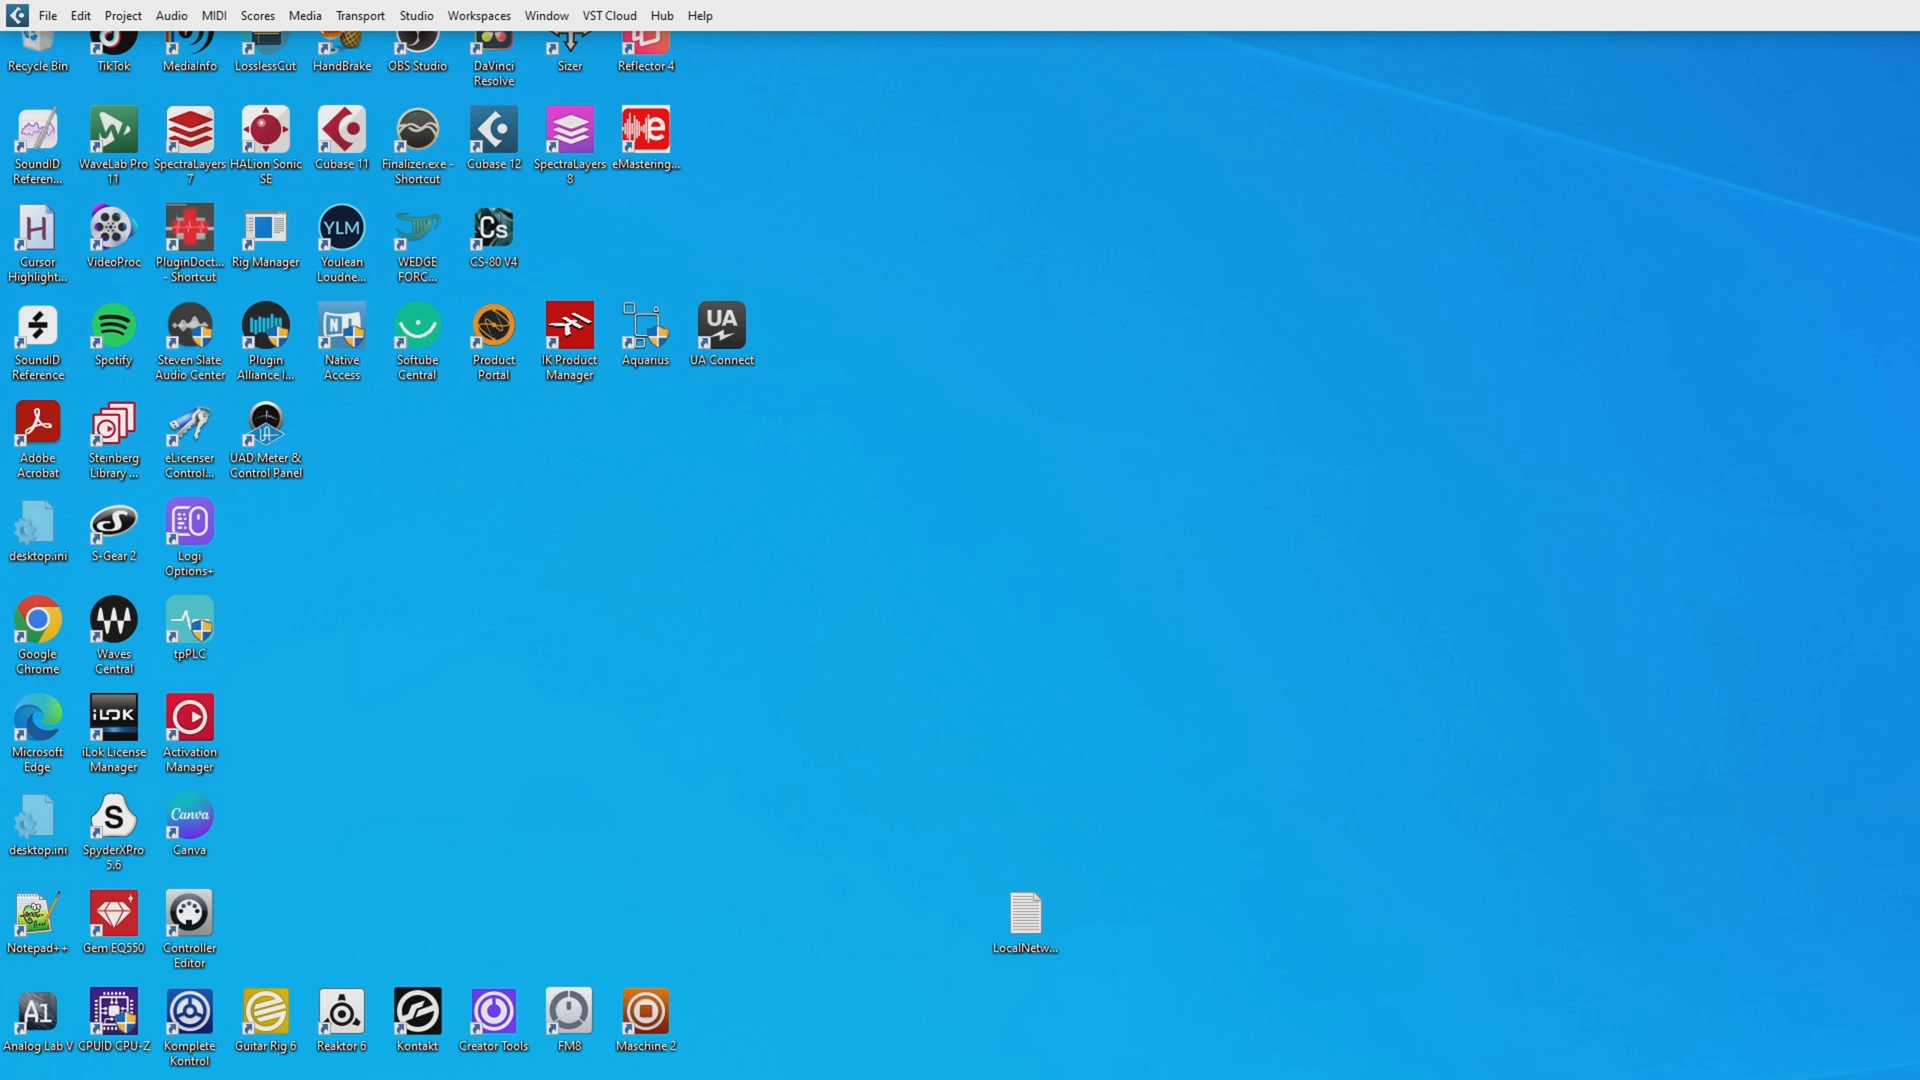 File Edit Project Audio MIDI Scores Media Transport Studio Workspaces Window VST Cloud Hub Help
Recycle Bin TikTok MediaInfo LosslessCut HandBrake OBS Studio DaVinci Sizer Reflector 4
Resolve
SoundID WaveLab Pro SpectraLayers HALion Sonic Cubase 11 Finalizer.exe - Cubase 12 SpectraLayers eMastering...
Referen... 11 7 SE Shortcut 8
H YLM Cs
Cursor VideoProc PluginDoct... Rig Manager Youlean WEDGE CS-80 V4
Highlight... - Shortcut Loudne... FORC...
UA
SoundID Spotify Steven Slate Plugin Native Softube Product IK Product Aquarius UA Connect
Reference Audio Center Alliance I... Access Central Portal Manager
Adobe Steinberg eLicenser UAD Meter &
Acrobat Library ... Control... Control Panel
desktop.ini S-Gear 2 Logi
Options+
Google Waves tpPLC
Chrome Central
iLOK
Microsoft iLok License Activation
Edge Manager Manager
S Canva
desktop.ini SpyderXPro Canva
5.6
Notepad++ Gem EQ550 Controller LocalNetw...
Editor
A1
Analog Lab V CPUID CPU-Z Komplete Guitar Rig 6 Reaktor 6 Kontakt Creator Tools FM8 Maschine 2
Kontrol